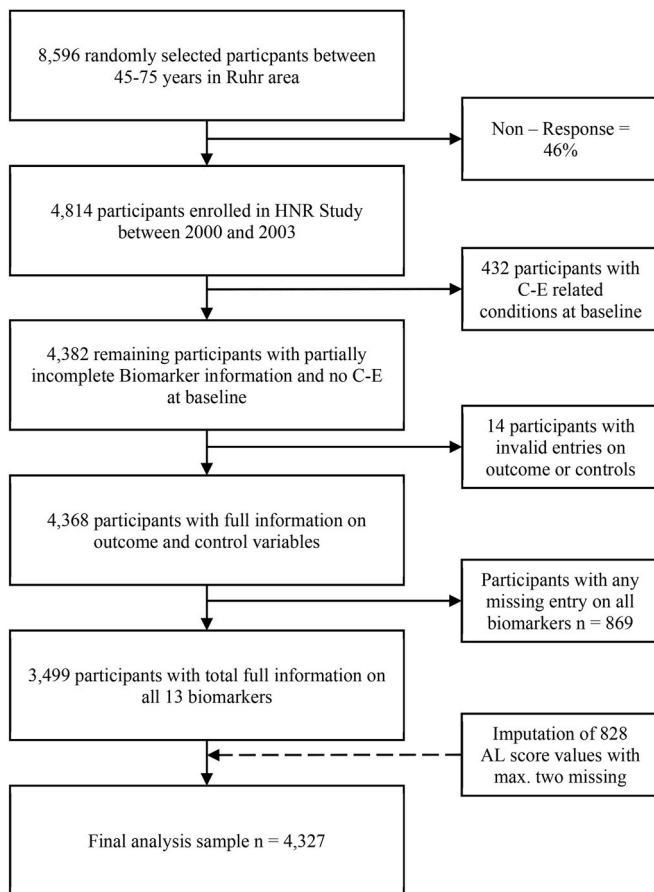 8,596 randomly selected particpants between
45-75 years in Ruhr area
Non – Response =
46%
4,814 participants enrolled in HNR Study
between 2000 and 2003
432 participants with
C-E related
conditions at baseline
4,382 remaining participants with partially
incomplete Biomarker information and no C-E
at baseline
14 participants with
invalid entries on
outcome or controls
4,368 participants with full information on
outcome and control variables
Participants with any
missing entry on all
biomarkers n = 869
3,499 participants with total full information on
all 13 biomarkers
Imputation of 828
AL score values with
max. two missing
Final analysis sample n = 4,327